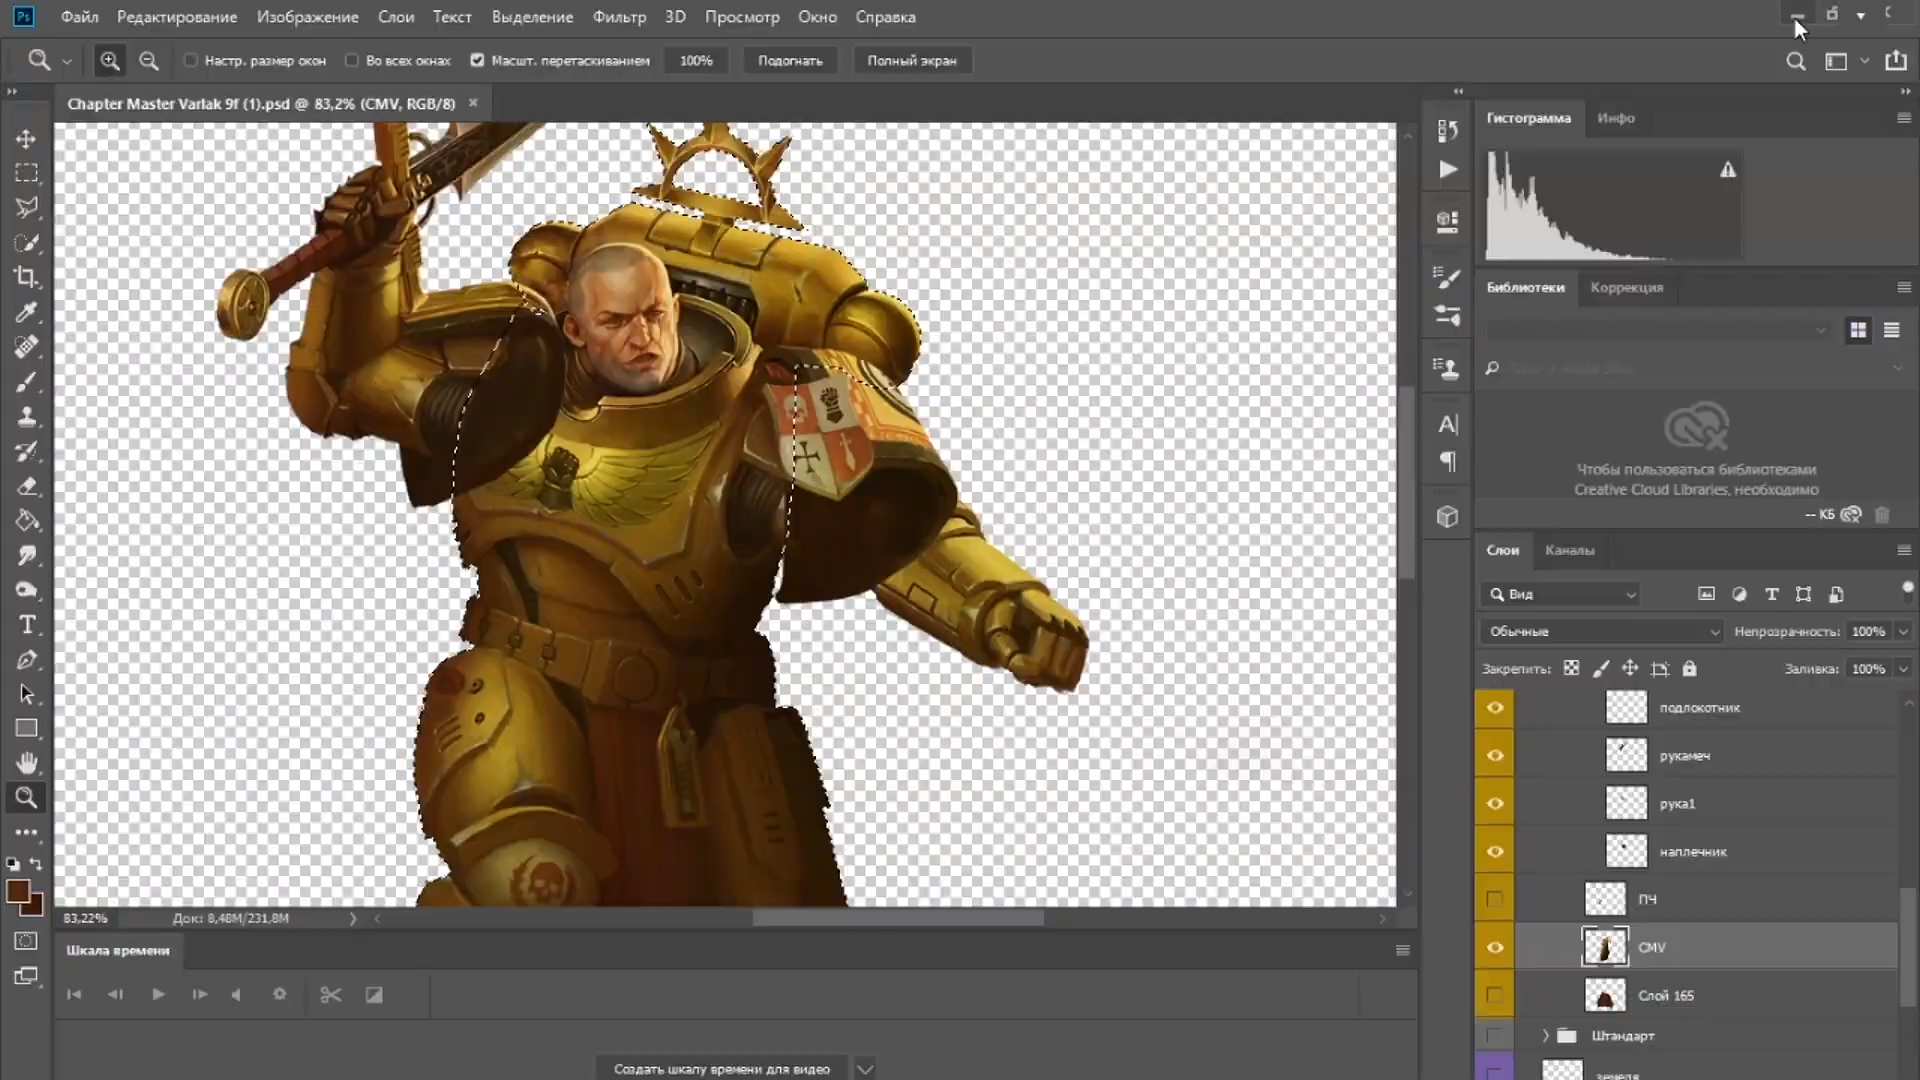 Ps
Файл Редактирование Изображение Слои Текст Выделение Фильтр 3D Просмотр Окно Справка
Настр. размер окон Во всех окнах Масшт. перетаскиванием 100% Подогнать Полный экран
Chapter Master Varlak 9f (1).psd @ 83,2% (CMV, RGB/8) ×
Гистограмма Инфо
Библиотеки Коррекция
Чтобы пользоваться библиотеками
Creative Cloud Libraries, необходимо
-- КБ
Слои Каналы
Вид
Обычные Непрозрачность: 100%
Закрепить: Заливка: 100%
подлокотник
рукамеч
рука1
наплечник
ПЧ
CMV
Слой 165
Штандарт
земеля
83,22% Док: 8,48M/231,8M
Шкала времени
Создать шкалу времени для видео